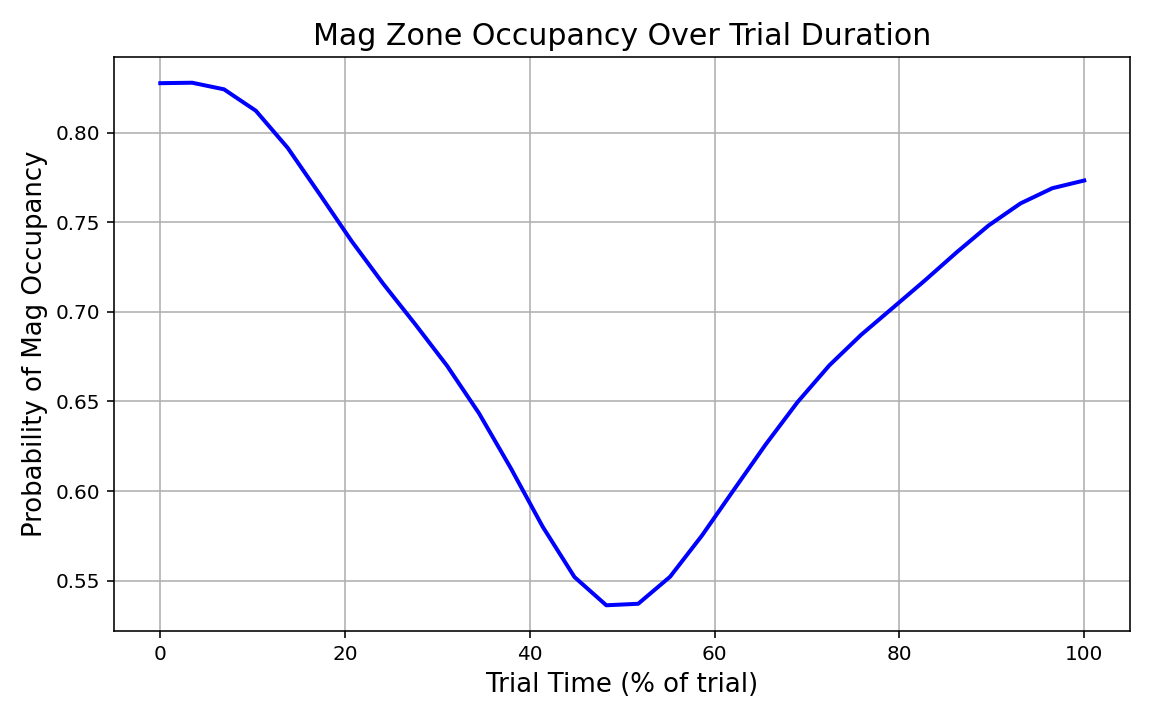 Mag Zone Occupancy Over Trial Duration
Probability of Mag Occupancy
0.80
0.75
0.70
0.65
0.60
0.55
0 20 40 60 80 100
Trial Time (% of trial)